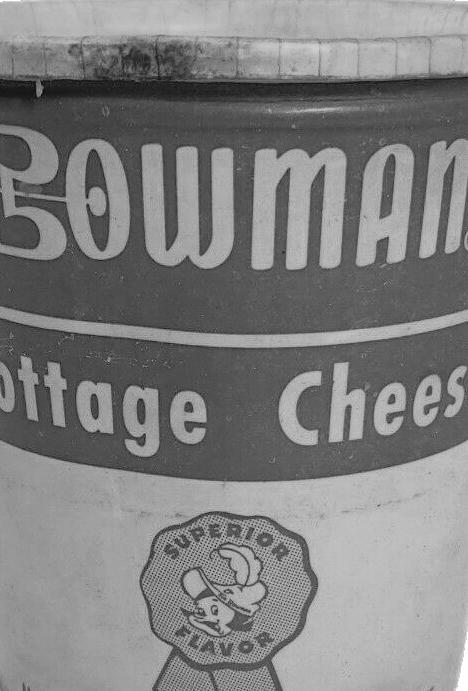 BOWMAN
ottage Chees
SUPERIOR
FLAVOR